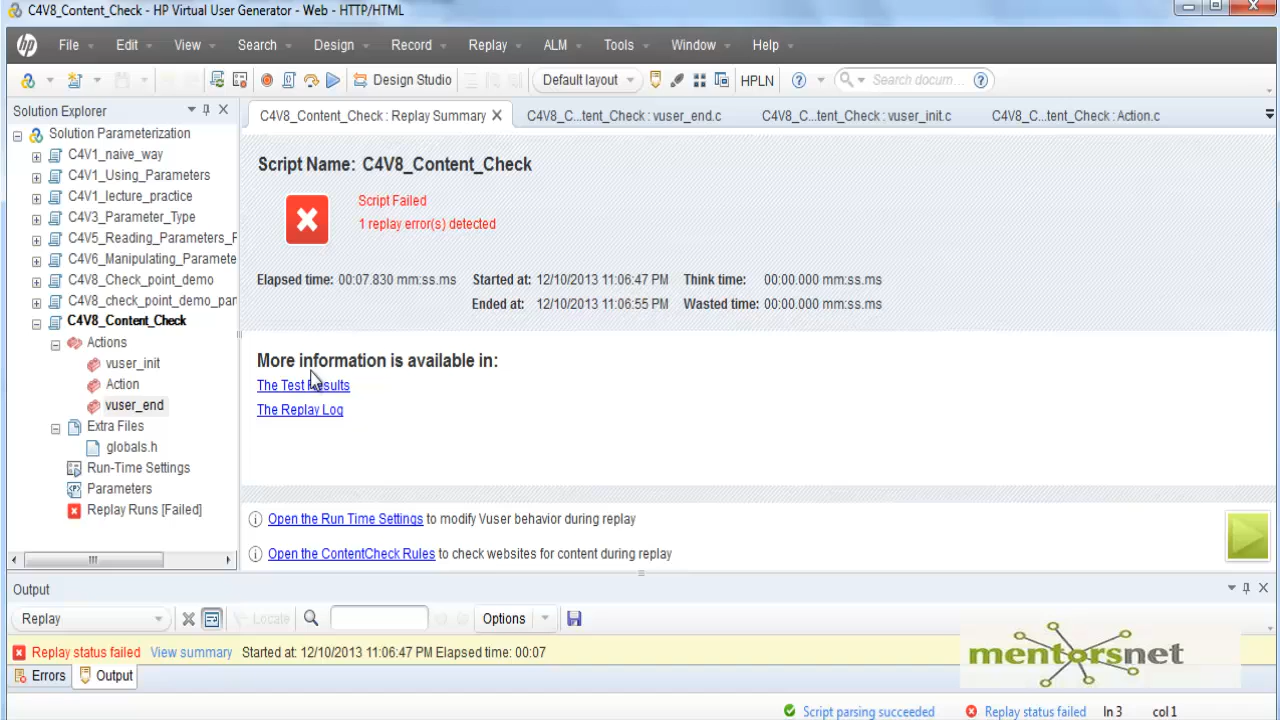 C4V8_Content_Check - HP Virtual User Generator - Web - HTTP/HTML
hp File Edit View Search Design Record Replay ALM Tools Window Help
Design Studio Default layout HPLN Search docum...
Solution Explorer
Solution Parameterization
C4V1_naive_way
C4V1_Using_Parameters
C4V1_lecture_practice
C4V3_Parameter_Type
C4V5_Reading_Parameters_F
C4V6_Manipulating_Paramete
C4V8_Check_point_demo
C4V8_check_point_demo_par
C4V8_Content_Check
Actions
vuser_init
Action
vuser_end
Extra Files
globals.h
Run-Time Settings
Parameters
Replay Runs [Failed]
C4V8_Content_Check : Replay Summary C4V8_C...tent_Check : vuser_end.c C4V8_C...tent_Check : vuser_init.c C4V8_C...tent_Check : Action.c
Script Name: C4V8_Content_Check
Script Failed
1 replay error(s) detected
Elapsed time: 00:07.830 mm:ss.ms Started at: 12/10/2013 11:06:47 PM Think time: 00:00.000 mm:ss.ms
Ended at: 12/10/2013 11:06:55 PM Wasted time: 00:00.000 mm:ss.ms
More information is available in:
The Test Results
The Replay Log
Open the Run Time Settings to modify Vuser behavior during replay
Open the ContentCheck Rules to check websites for content during replay
Output
Replay Locate Options
Replay status failed View summary Started at: 12/10/2013 11:06:47 PM Elapsed time: 00:07
Errors Output
mentorsnet
Script parsing succeeded Replay status failed ln 3 col 1